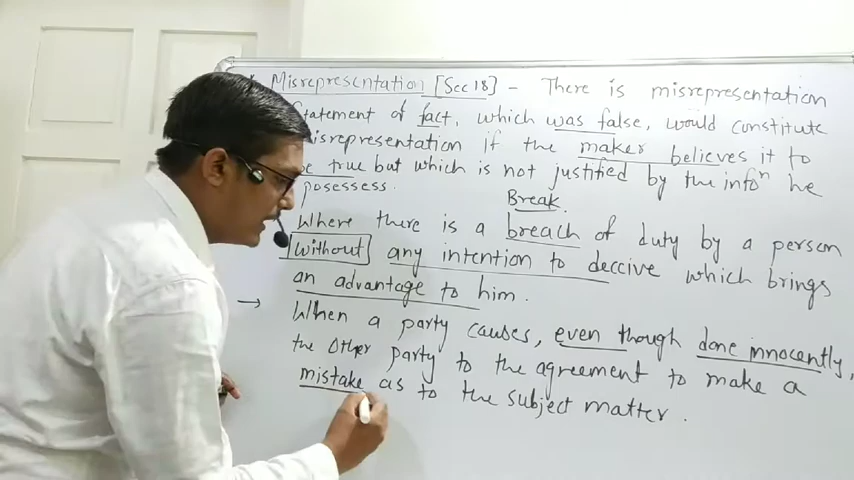 Misrepresentation [Sec 18] - There is misrepresentation
statement of fact, which was false, would constitute
isrepresentation if the maker believes it to
e true but which is not justified by the infoⁿ he
posessess.
Break
Where there is a breach of duty by a person
without any intention to deccive which brings
an advantage to him.
→ When a party causes, even though done innocently,
the other party to the agreement to make a
mistake as to the subject matter.